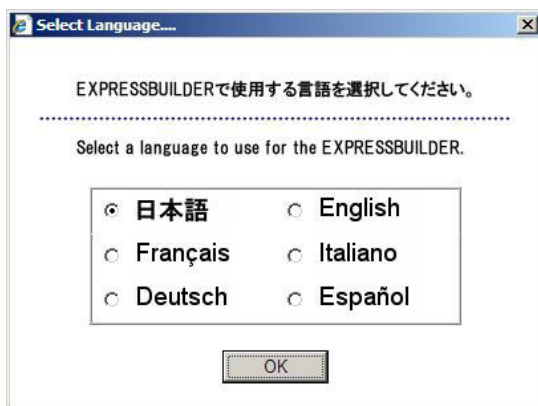 Select Language....
EXPRESSBUILDERで使用する言語を選択してください。
Select a language to use for the EXPRESSBUILDER.
日本語 English
Français Italiano
Deutsch Español
OK